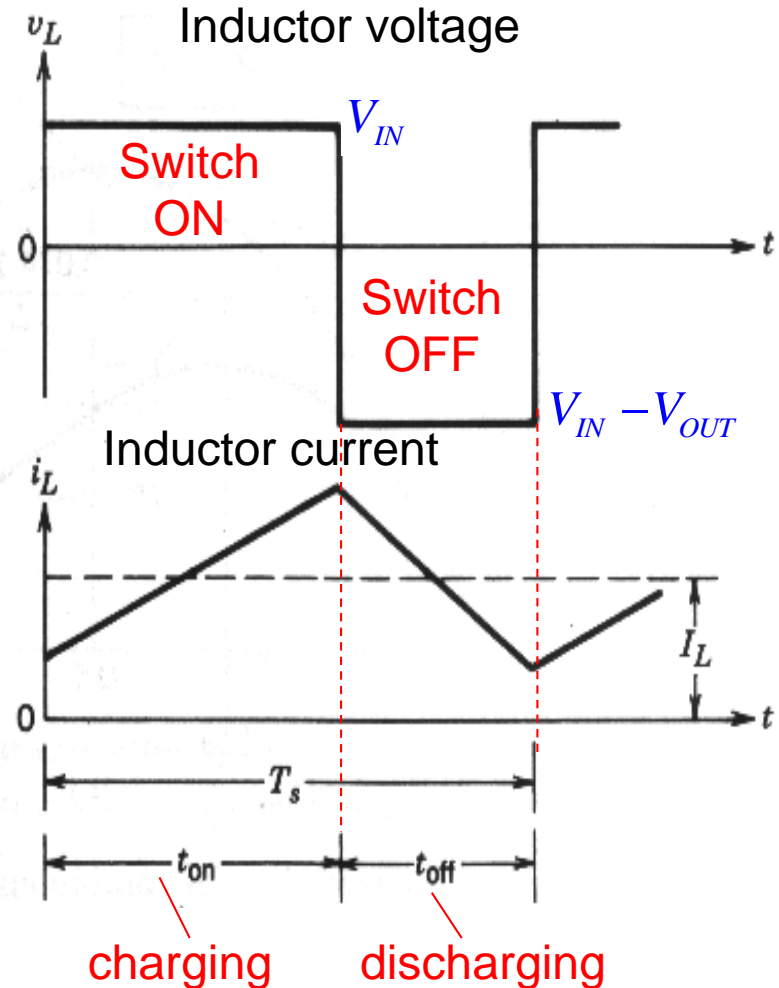 Inductor voltage
v_L
V_IN
Switch
ON
0
t
Switch
OFF
V_IN – V_OUT
Inductor current
i_L
I_L
0
t
T_s
t_on
t_off
charging
discharging